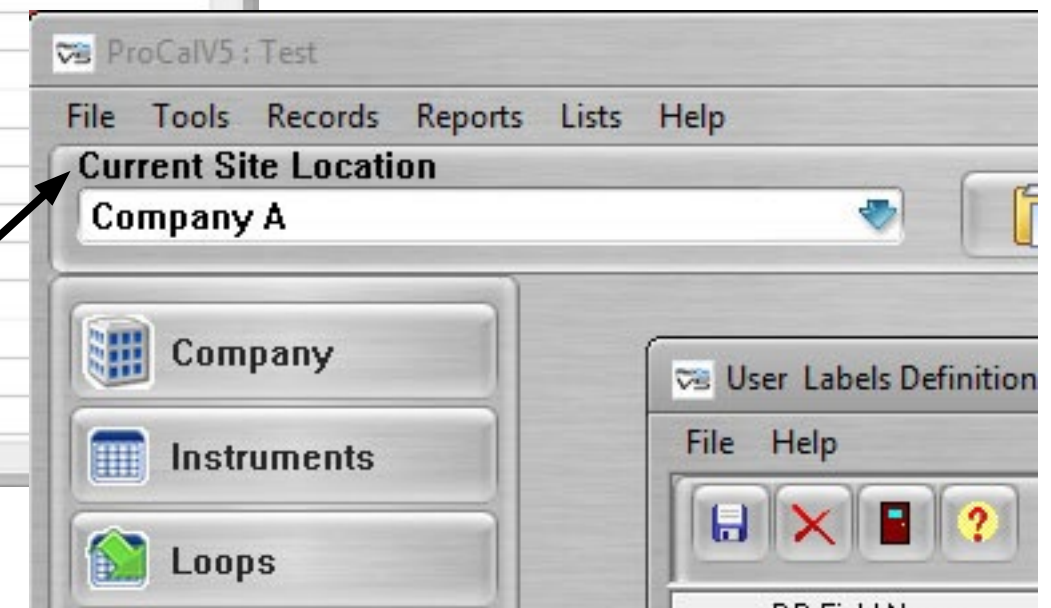 ProCalV5 : Test
File Tools Records Reports Lists Help
Current Site Location
Company A
Company
Instruments
Loops
User Labels Definition
File Help